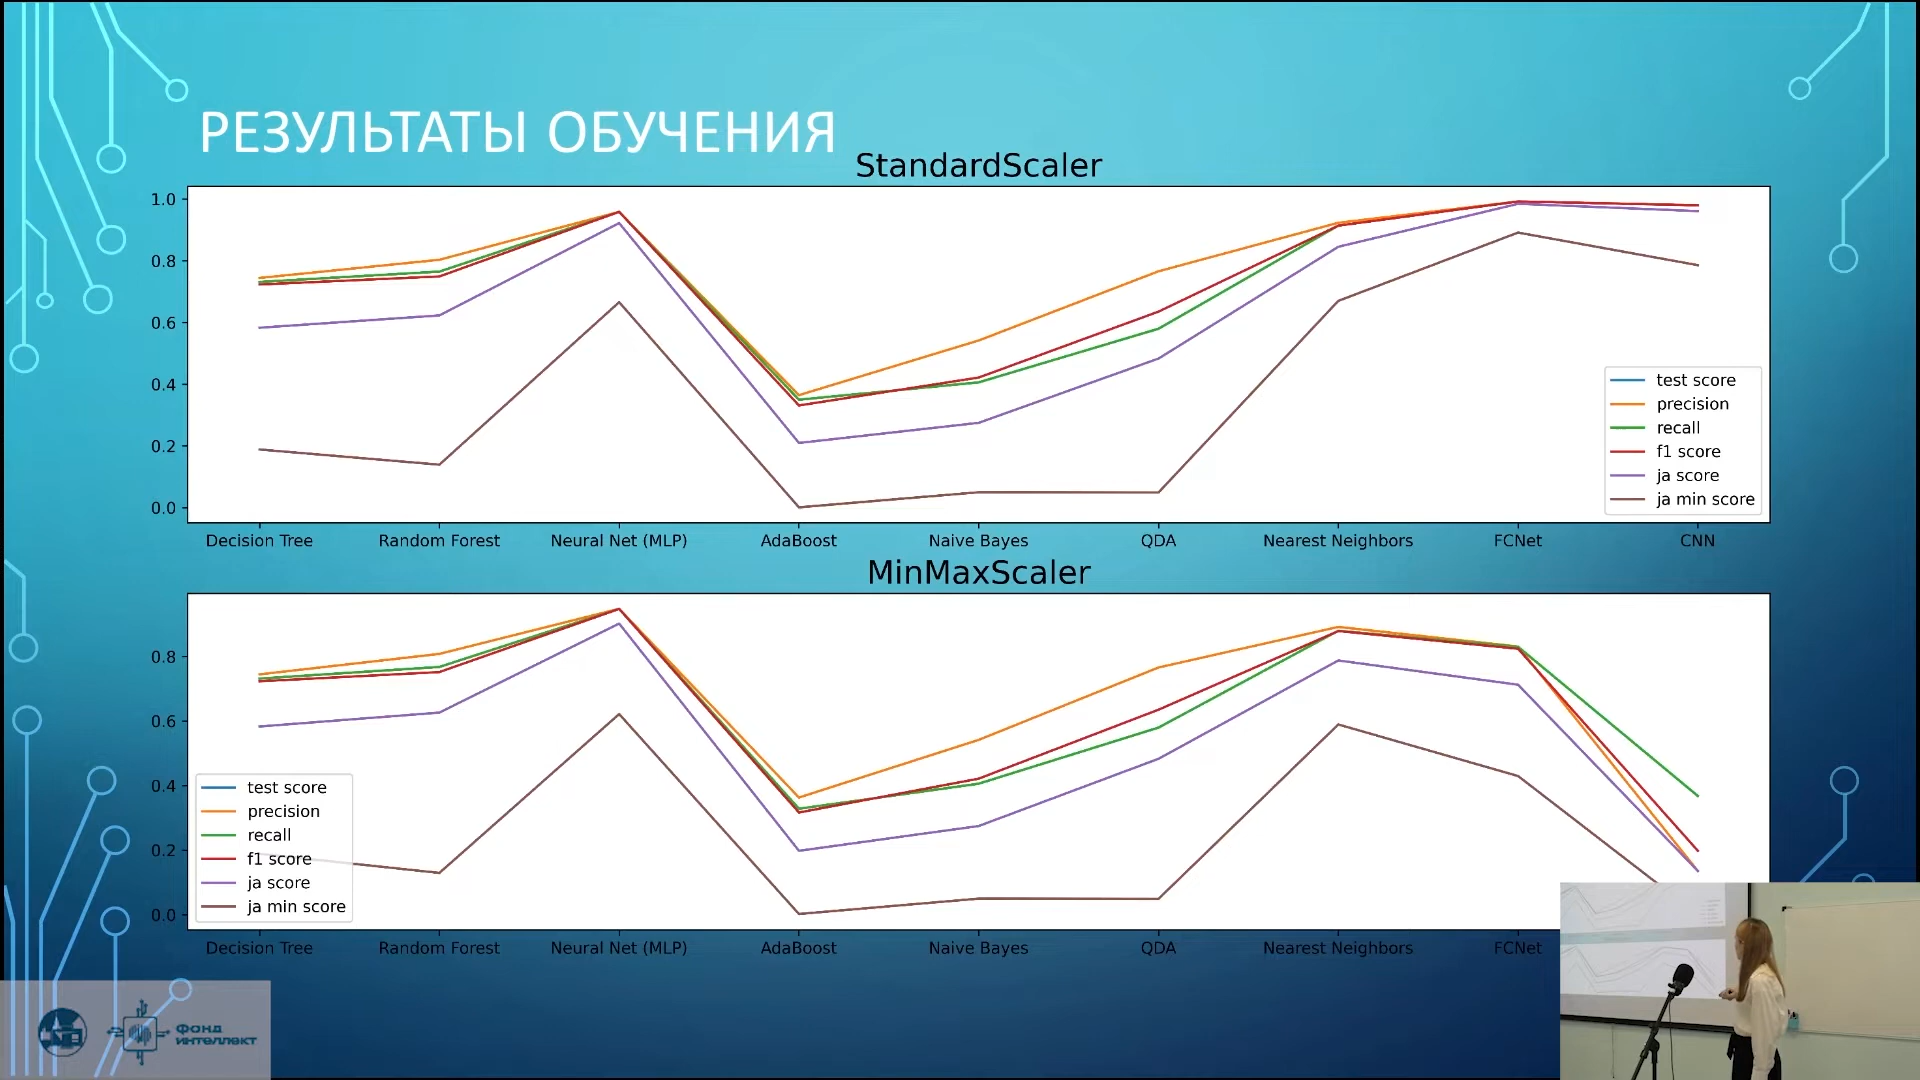 РЕЗУЛЬТАТЫ ОБУЧЕНИЯ
StandardScaler
1.0
0.8
0.6
0.4
0.2
0.0
test score
precision
recall
f1 score
ja score
ja min score
Decision Tree Random Forest Neural Net (MLP) AdaBoost Naive Bayes QDA Nearest Neighbors FCNet CNN
MinMaxScaler
0.8
0.6
0.4
0.2
0.0
test score
precision
recall
f1 score
ja score
ja min score
Decision Tree Random Forest Neural Net (MLP) AdaBoost Naive Bayes QDA Nearest Neighbors FCNet
Фонд
интеллект